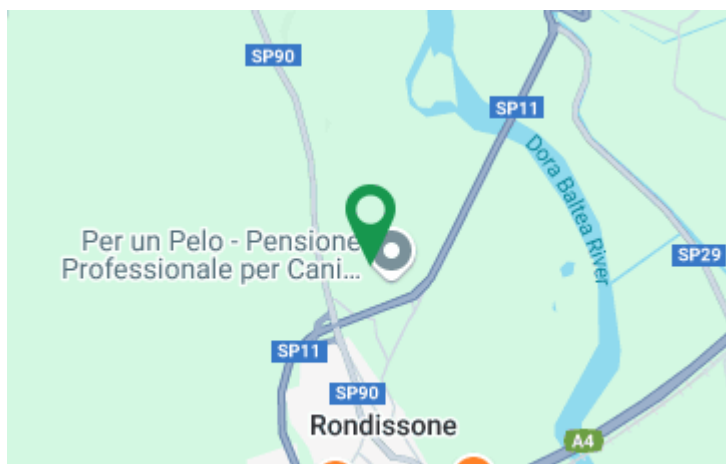 SP90
SP11
Dora Baltea River
Per un Pelo - Pensione
Professionale per Cani...
SP29
SP11
SP90
Rondissone
A4